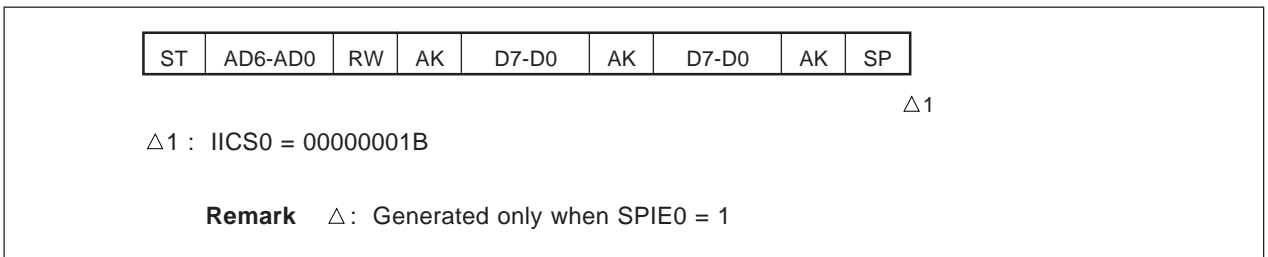 ST AD6-AD0 RW AK D7-D0 AK D7-D0 AK SP
△1
△1 : IICS0 = 00000001B
Remark △: Generated only when SPIE0 = 1